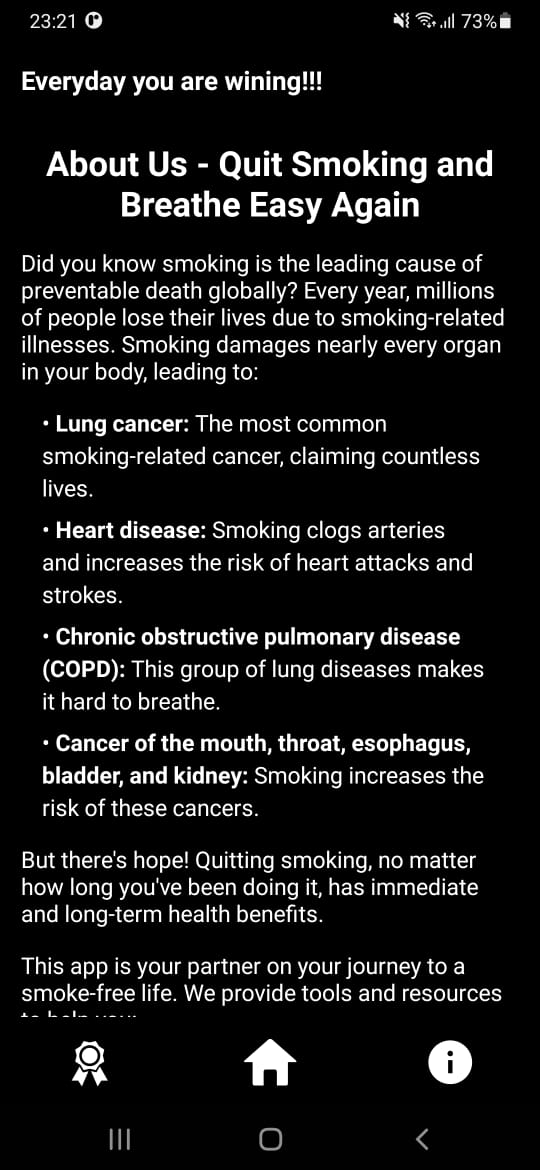 23:21 73%
Everyday you are wining!!!
About Us - Quit Smoking and
Breathe Easy Again
Did you know smoking is the leading cause of
preventable death globally? Every year, millions
of people lose their lives due to smoking-related
illnesses. Smoking damages nearly every organ
in your body, leading to:
• Lung cancer: The most common
smoking-related cancer, claiming countless
lives.
• Heart disease: Smoking clogs arteries
and increases the risk of heart attacks and
strokes.
• Chronic obstructive pulmonary disease
(COPD): This group of lung diseases makes
it hard to breathe.
• Cancer of the mouth, throat, esophagus,
bladder, and kidney: Smoking increases the
risk of these cancers.
But there's hope! Quitting smoking, no matter
how long you've been doing it, has immediate
and long-term health benefits.
This app is your partner on your journey to a
smoke-free life. We provide tools and resources